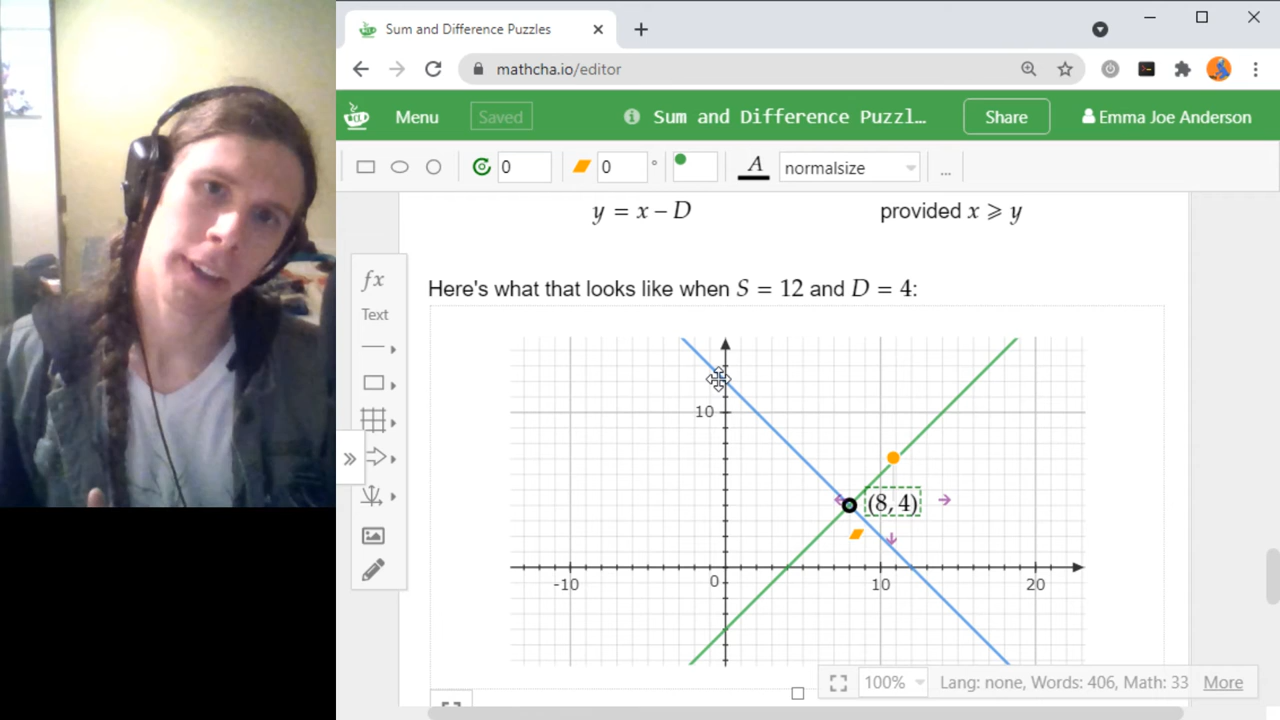 Sum and Difference Puzzles
mathcha.io/editor
Menu
Saved
Sum and Difference Puzzl...
Share
Emma Joe Anderson
0
0
°
A
normalsize
...
y = x − D
provided x ⩾ y
fx
Text
Here's what that looks like when S = 12 and D = 4:
10
(8, 4)
-10
0
10
20
100%
Lang: none, Words: 406, Math: 33
More